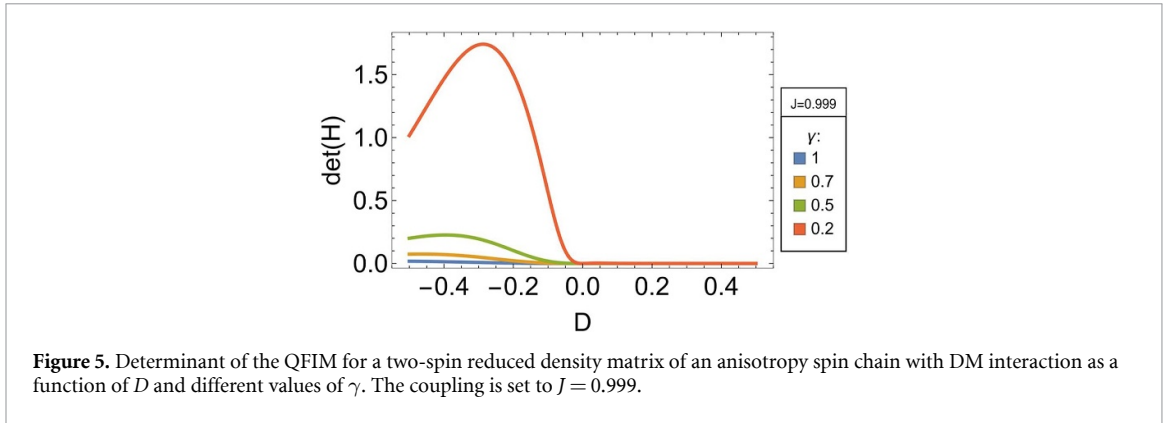 1.5
1.0
0.5
0.0
det(H)
−0.4 −0.2 0.0 0.2 0.4
D
J=0.999
γ:
1
0.7
0.5
0.2
Figure 5. Determinant of the QFIM for a two-spin reduced density matrix of an anisotropy spin chain with DM interaction as a
function of D and different values of γ. The coupling is set to J = 0.999.